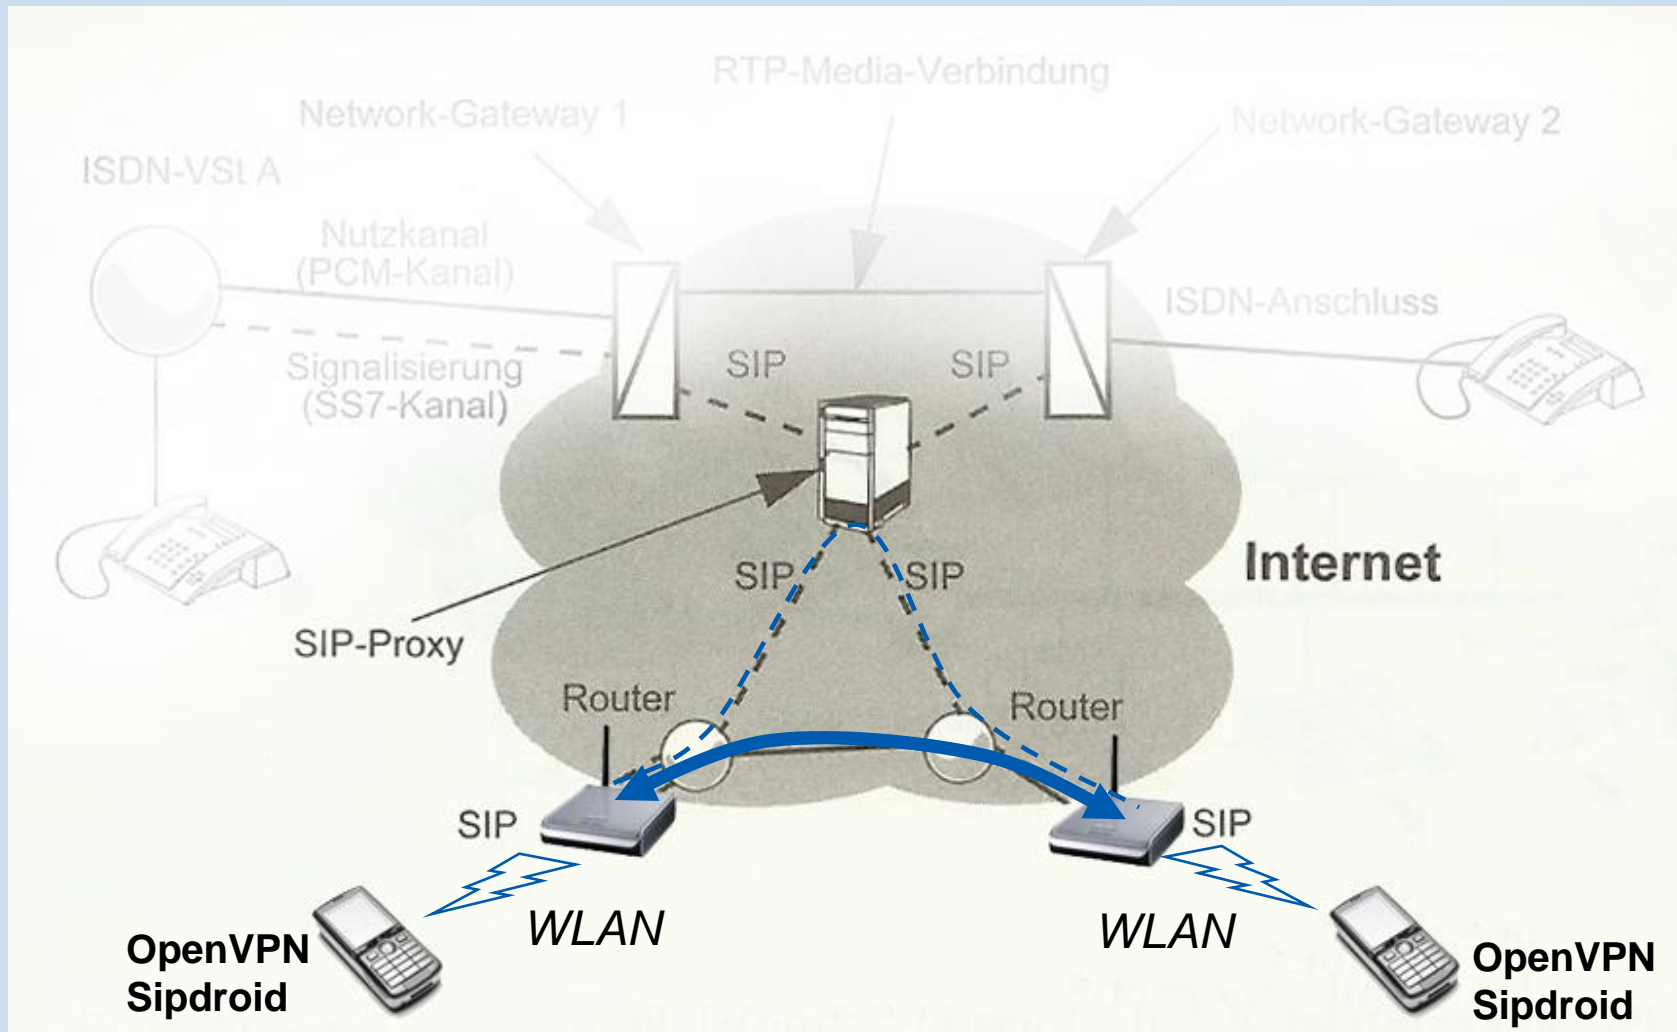 RTP-Media-Verbindung
Network-Gateway 1
Network-Gateway 2
ISDN-VSt A
Nutzkanal
(PCM-Kanal)
ISDN-Anschluss
Signalisierung
(SS7-Kanal)
SIP
SIP
Internet
SIP
SIP
SIP-Proxy
Router
Router
SIP
SIP
WLAN
WLAN
OpenVPN
Sipdroid
OpenVPN
Sipdroid